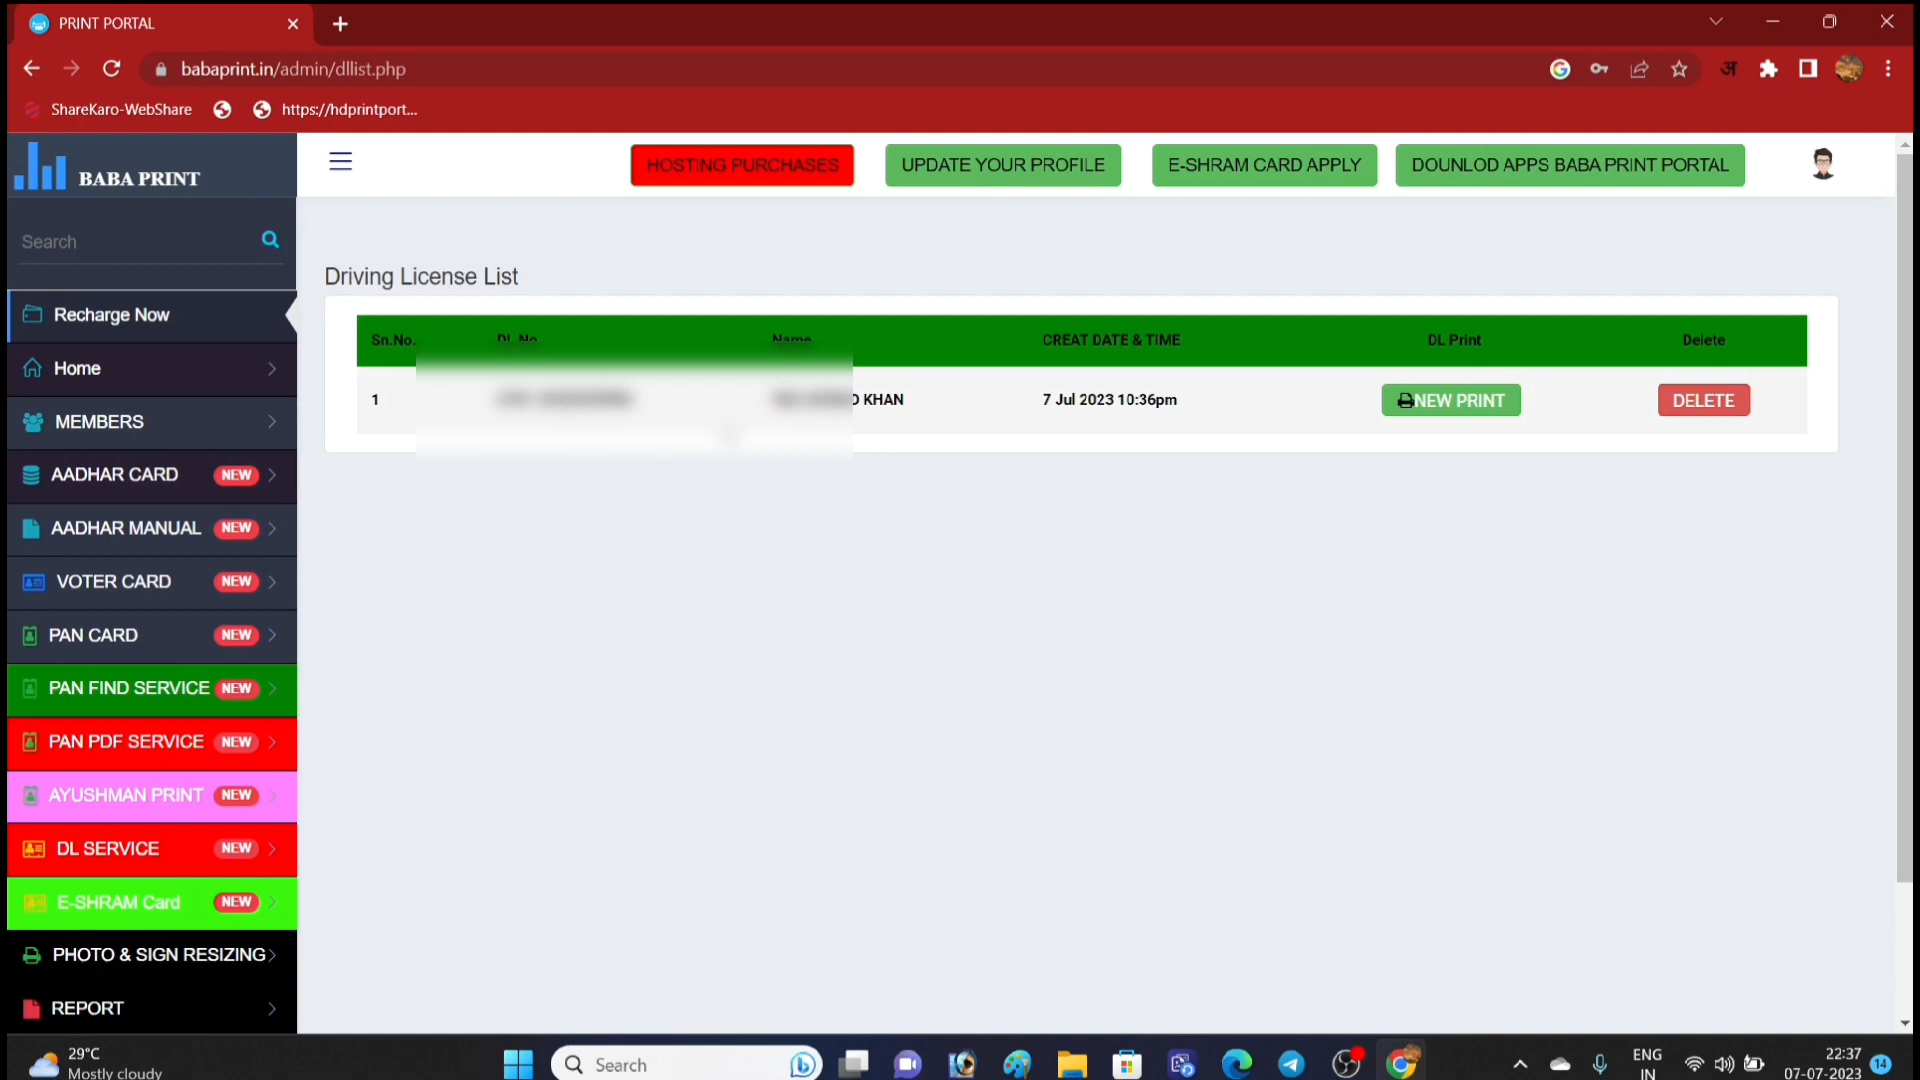 PRINT PORTAL
babaprint.in/admin/dllist.php
अ
ShareKaro-WebShare
https://hdprintport...
BABA PRINT
HOSTING PURCHASES
UPDATE YOUR PROFILE
E-SHRAM CARD APPLY
DOUNLOD APPS BABA PRINT PORTAL
Search
Driving License List
Recharge Now
Sn.No.
DL No
Name
CREAT DATE & TIME
DL Print
Delete
Home
1
KHAN
7 Jul 2023 10:36pm
NEW PRINT
DELETE
MEMBERS
AADHAR CARD NEW
AADHAR MANUAL NEW
VOTER CARD NEW
PAN CARD NEW
PAN FIND SERVICE NEW
PAN PDF SERVICE NEW
AYUSHMAN PRINT NEW
DL SERVICE NEW
E-SHRAM Card NEW
PHOTO & SIGN RESIZING
REPORT
29°C
Mostly cloudy
Search
ENG
IN
22:37
07-07-2023
14